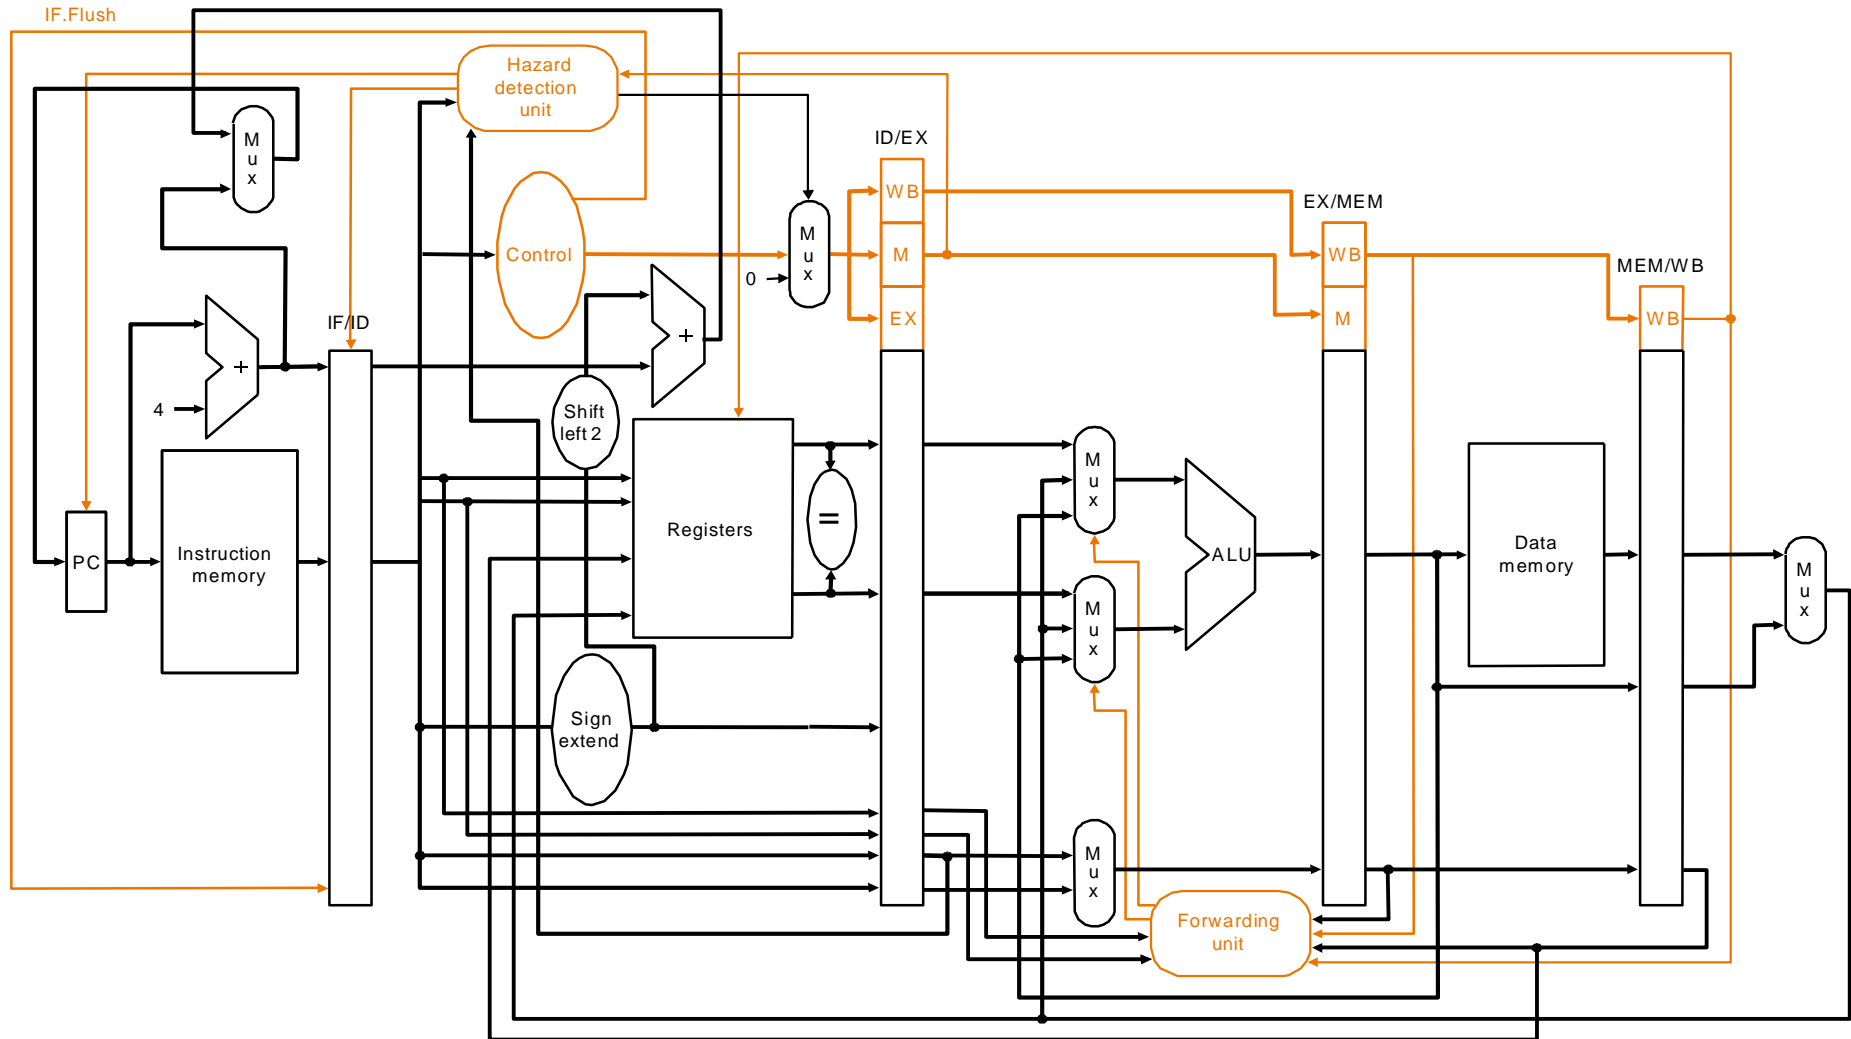 IF.Flush
Hazard
detection
unit
M
u
x
ID/EX
WB
M
EX
Control
M
u
x
0
EX/MEM
WB
M
MEM/WB
WB
IF/ID
+
+
4
Shift
left 2
PC
Instruction
memory
Registers
=
M
u
x
M
u
x
ALU
Data
memory
M
u
x
Sign
extend
M
u
x
Forwarding
unit